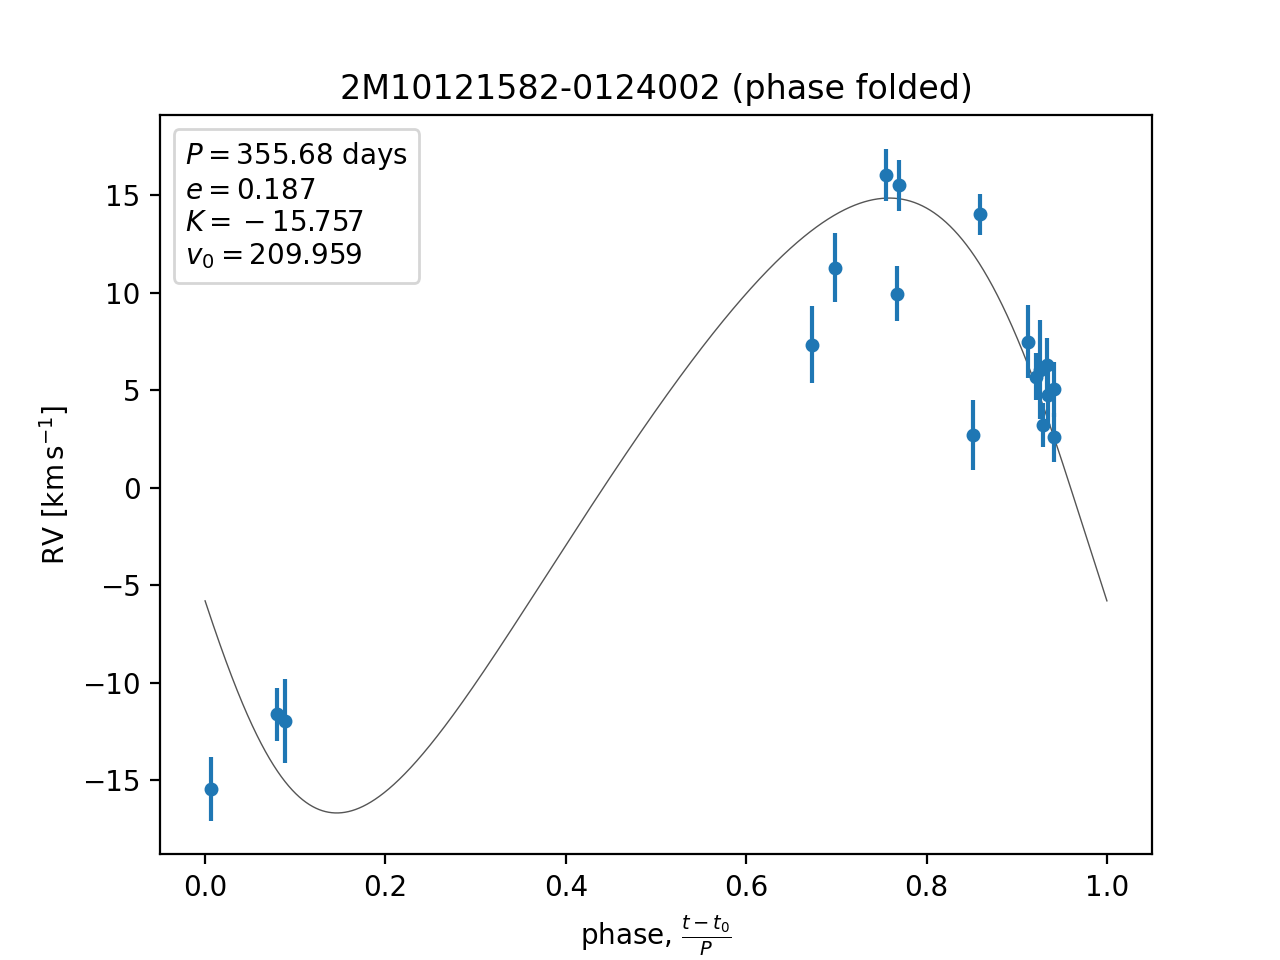 2M10121582-0124002 (phase folded)
P = 355.68 days
e = 0.187
K = −15.757
v₀ = 209.959
RV [km s⁻¹]
15
10
5
0
−5
−10
−15
0.0 0.2 0.4 0.6 0.8 1.0
phase, (t − t₀)/P